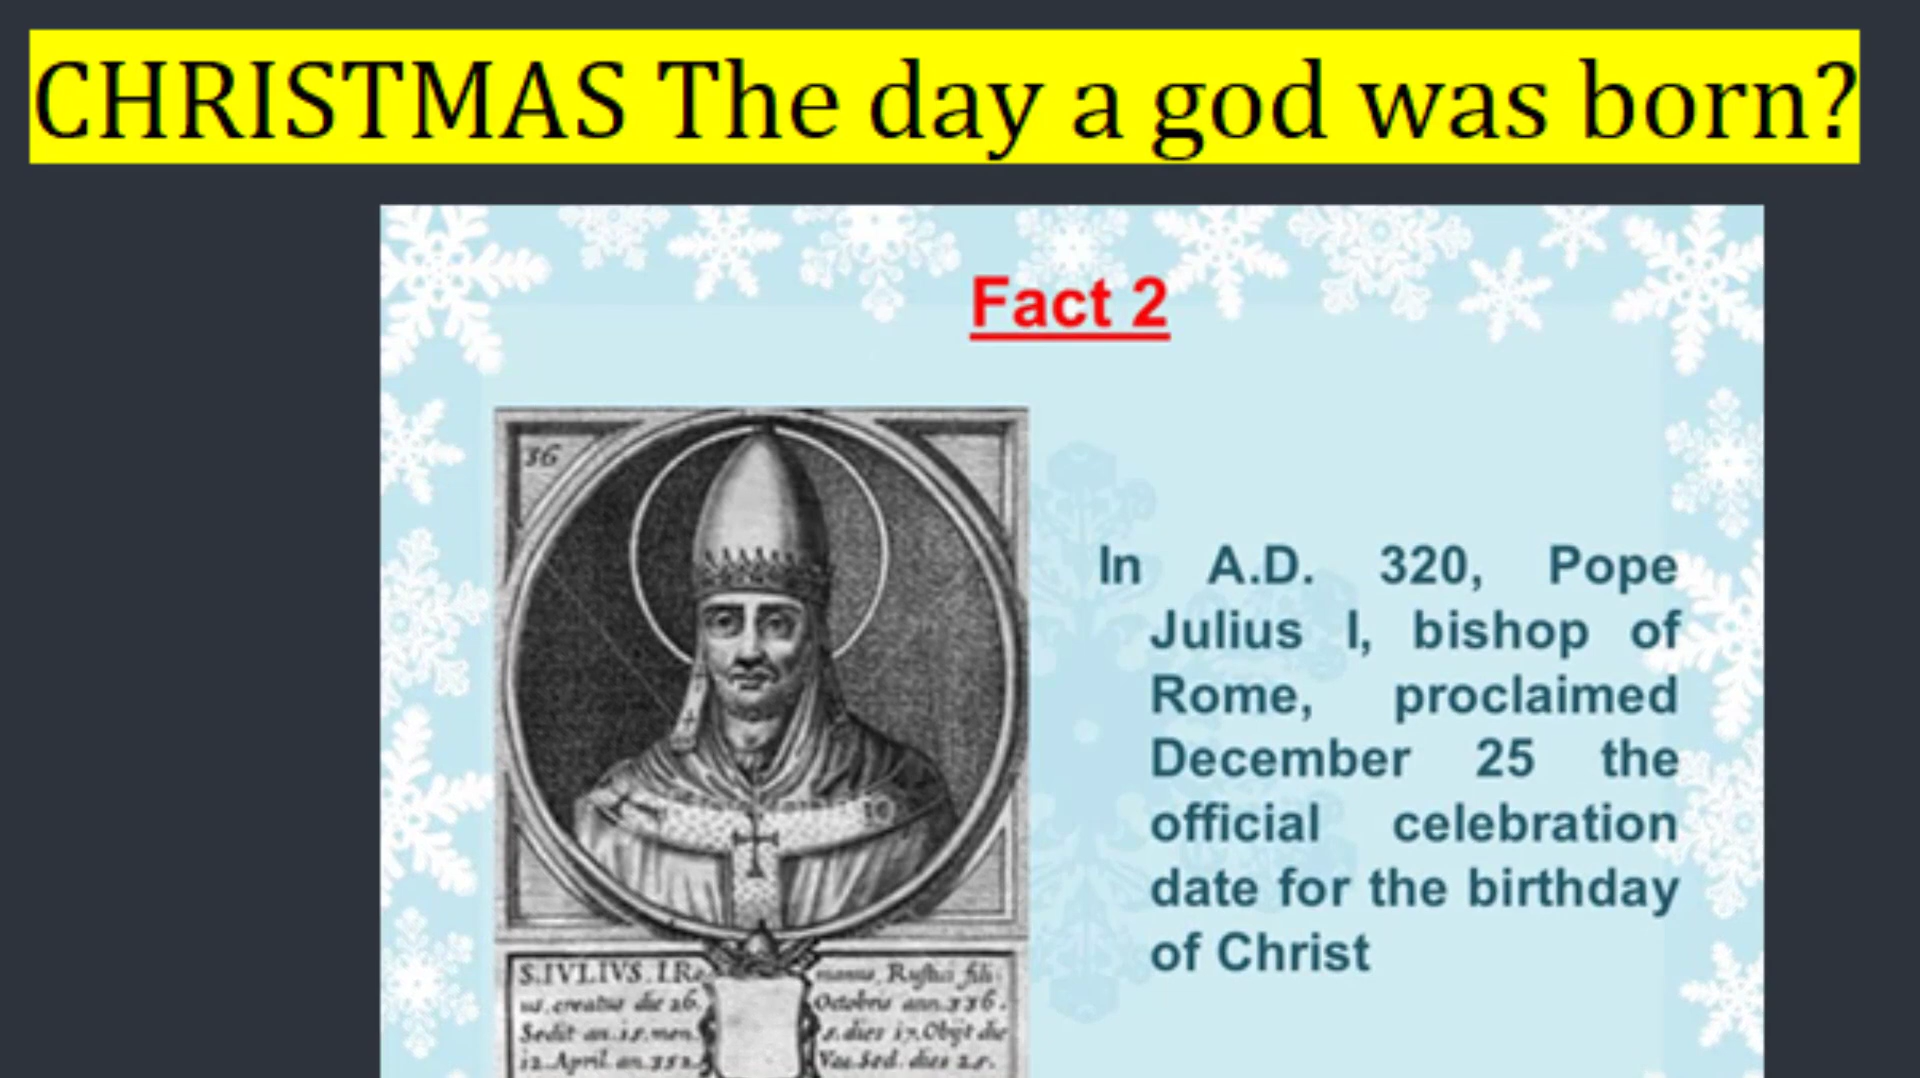 CHRISTMAS The day a god was born?
Fact 2
36
In A.D. 320, Pope
Julius I, bishop of
Rome, proclaimed
December 25 the
official celebration
date for the birthday
of Christ
S.IVLIVS.I.Ro manus, Rustici fili
us, creatus die 26. Octobris ann.336.
Sedit an.15.men. 5.dies 17.Obijt die
12.April.an.352. Vac.Sed. dies 25.